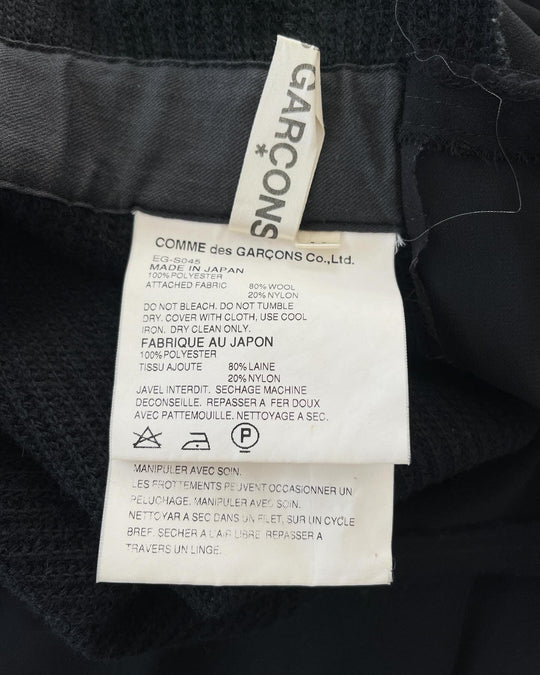 GARÇONS
*
COMME des GARÇONS Co.,Ltd.
EG-S045
MADE IN JAPAN
100%POLYESTER
ATTACHED FABRIC 80%WOOL
20%NYLON
DO NOT BLEACH. DO NOT TUMBLE
DRY. COVER WITH CLOTH, USE COOL
IRON. DRY CLEAN ONLY.
FABRIQUE AU JAPON
100%POLYESTER
TISSU AJOUTE 80%LAINE
20%NYLON
JAVEL INTERDIT. SECHAGE MACHINE
DECONSEILLE. REPASSER A FER DOUX
AVEC PATTEMOUILLE. NETTOYAGE A SEC.
P
MANIPULER AVEC SOIN.
LES FROTTEMENTS PEUVENT OCCASIONNER UN
PELUCHAGE. MANIPULER AVEC SOIN.
NETTOYAR A SEC DANS UN FILET, SUR UN CYCLE
BREF. SECHER A L'AIR LIBRE. REPASSER A
TRAVERS UN LINGE.